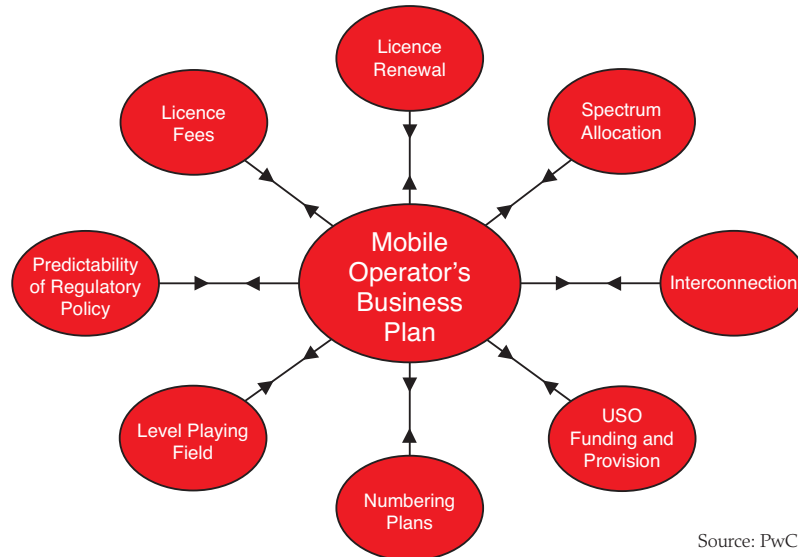 Licence
Renewal
Licence
Fees
Spectrum
Allocation
Mobile
Operator’s
Business
Plan
Predictability
of Regulatory
Policy
Interconnection
Level Playing
Field
USO
Funding and
Provision
Numbering
Plans
Source: PwC